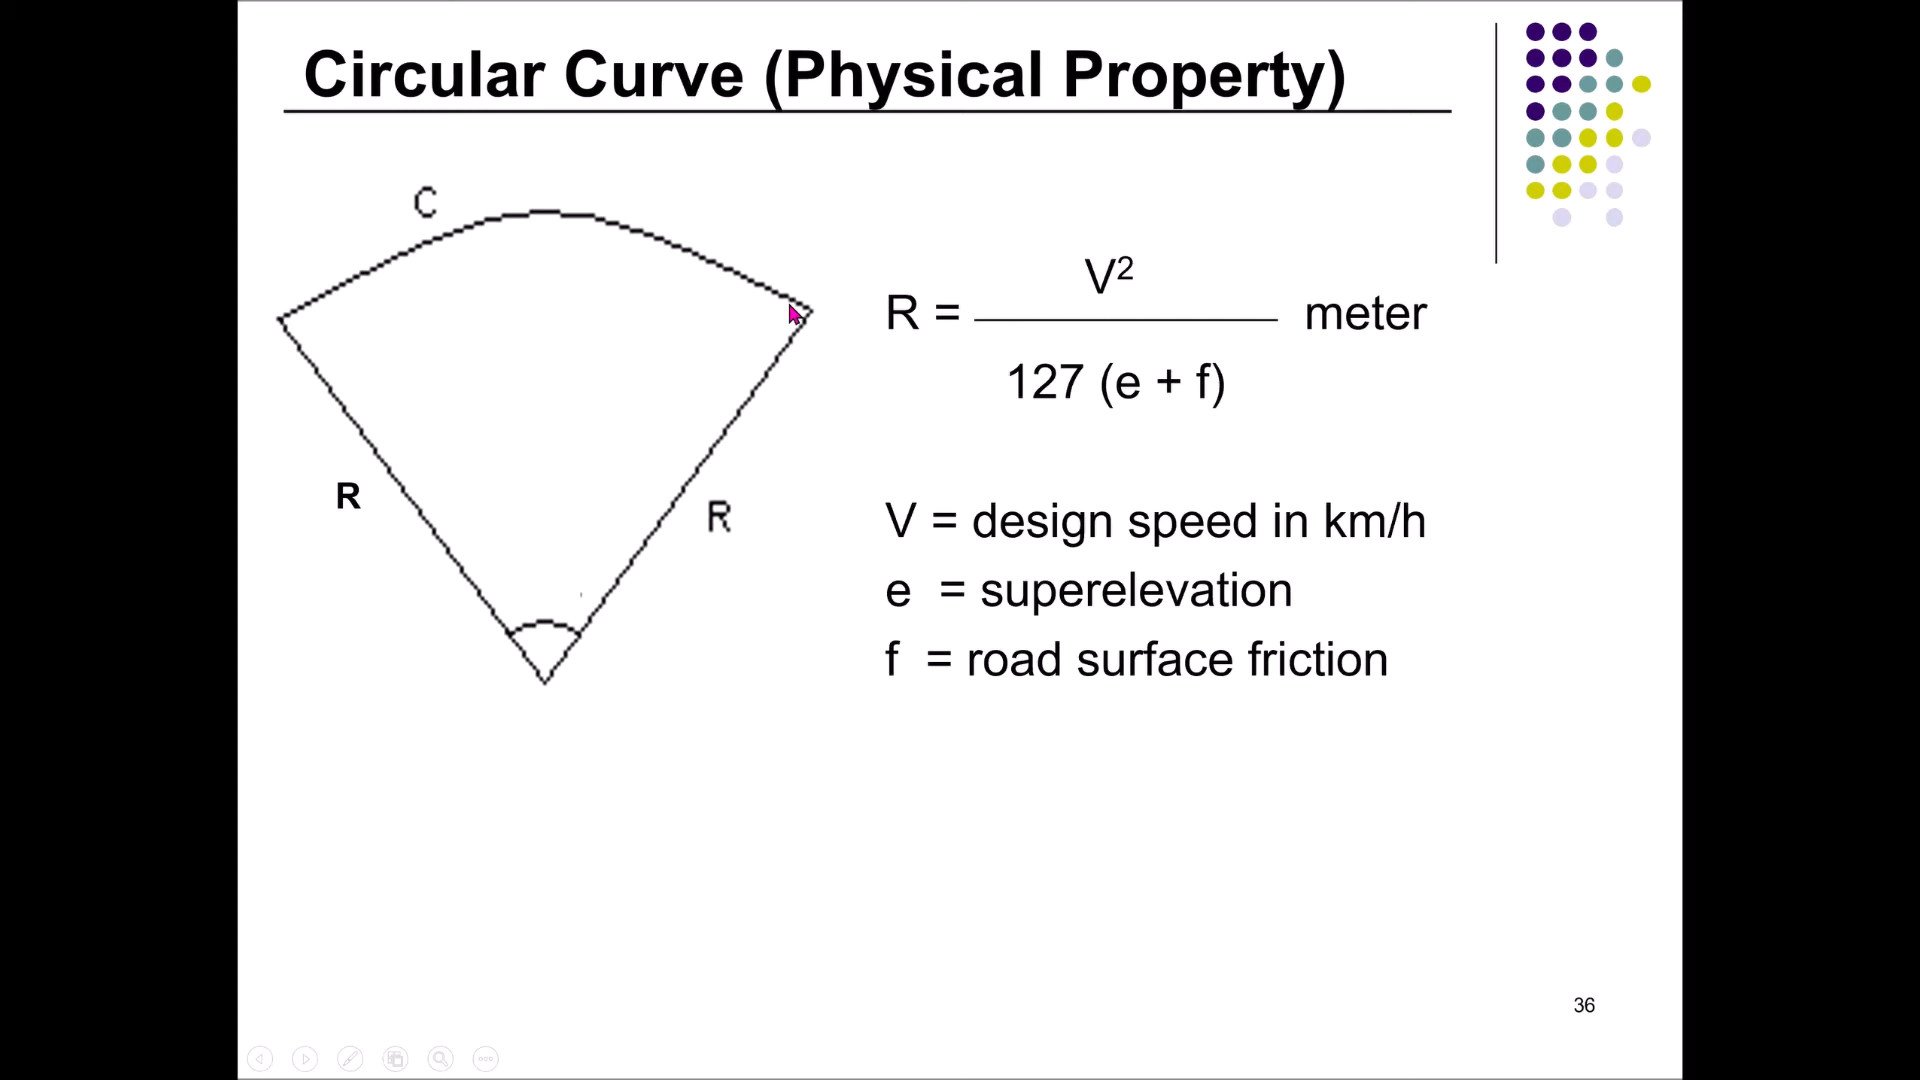 Circular Curve (Physical Property)
C
R
R
V²
R = meter
127 (e + f)
V = design speed in km/h
e = superelevation
f = road surface friction
36